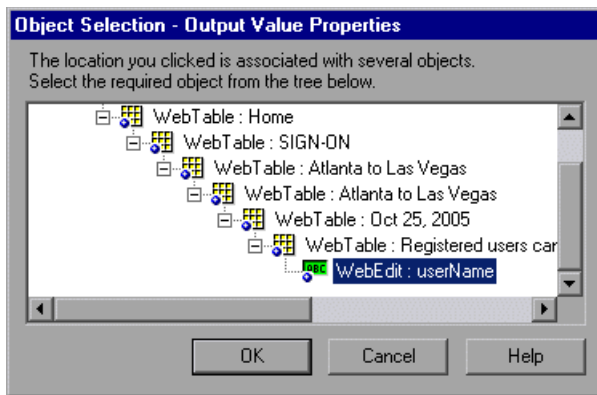 Object Selection - Output Value Properties
The location you clicked is associated with several objects.
Select the required object from the tree below.
WebTable : Home
WebTable : SIGN-ON
WebTable : Atlanta to Las Vegas
WebTable : Atlanta to Las Vegas
WebTable : Oct 25, 2005
WebTable : Registered users car
ABC WebEdit : userName
OK Cancel Help